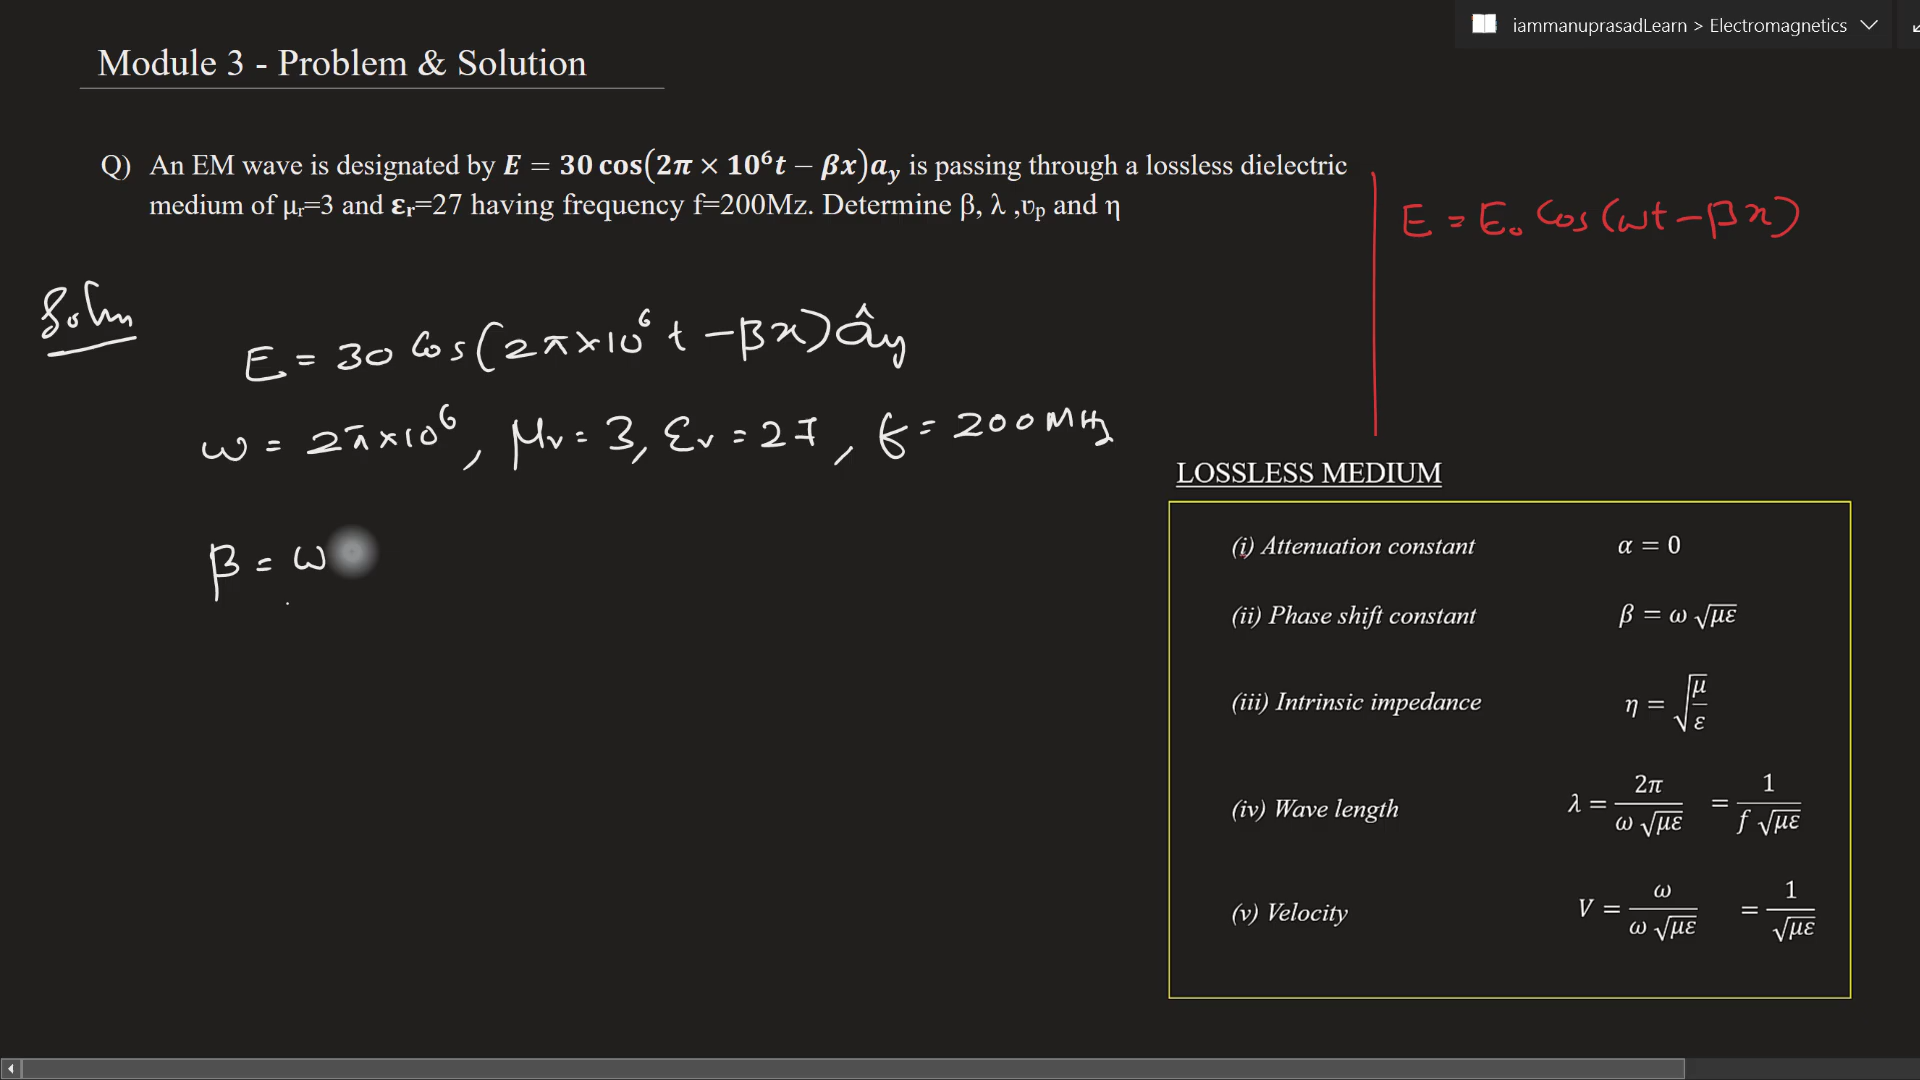 iammanuprasadLearn > Electromagnetics
Module 3 - Problem & Solution
Q) An EM wave is designated by E = 30 cos(2π × 10⁶t − βx)a_y is passing through a lossless dielectric
medium of μᵣ=3 and εᵣ=27 having frequency f=200Mz. Determine β, λ ,υₚ and η
E = E₀ Cos (ωt − βx)
Soln
E = 30 Cos (2π×10⁶ t − βx) â_y
ω = 2π×10⁶ , μᵣ = 3, εᵣ = 27 , f = 200 MHz
β = ω
LOSSLESS MEDIUM
(i) Attenuation constant α = 0
(ii) Phase shift constant β = ω √με
(iii) Intrinsic impedance η = √(μ/ε)
(iv) Wave length λ = 2π/(ω √με) = 1/(f √με)
(v) Velocity V = ω/(ω √με) = 1/√με